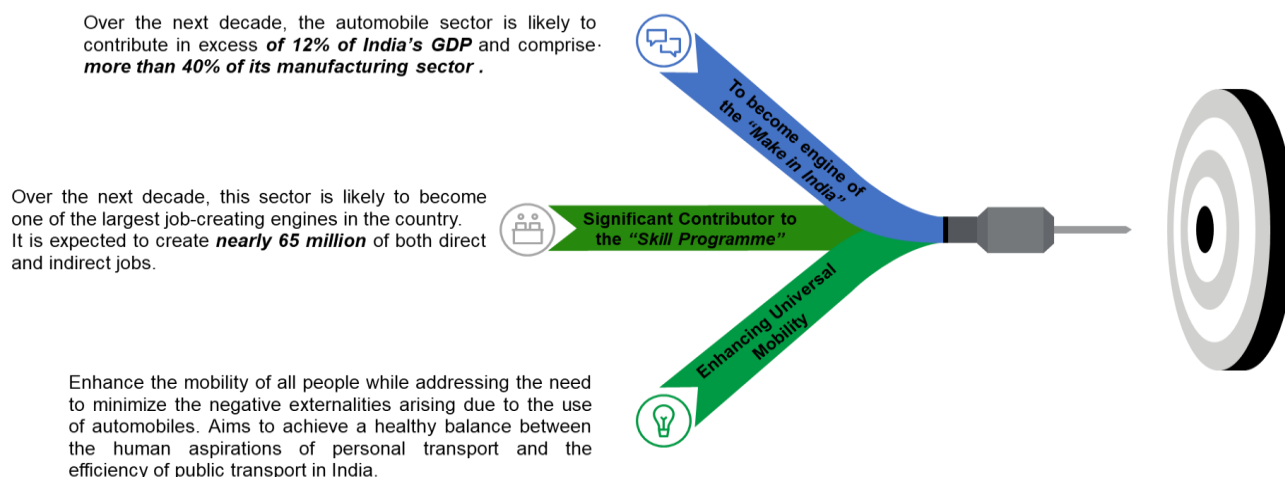 Over the next decade, the automobile sector is likely to
contribute in excess of 12% of India’s GDP and comprise·
more than 40% of its manufacturing sector .
To become engine of
the “Make in
India”
Over the next decade, this sector is likely to become
one of the largest job-creating engines in the country.
It is expected to create nearly 65 million of both direct
and indirect jobs.
Significant Contributor to
the “Skill Programme”
Enhancing Universal
Mobility
Enhance the mobility of all people while addressing the need
to minimize the negative externalities arising due to the use
of automobiles. Aims to achieve a healthy balance between
the human aspirations of personal transport and the
efficiency of public transport in India.